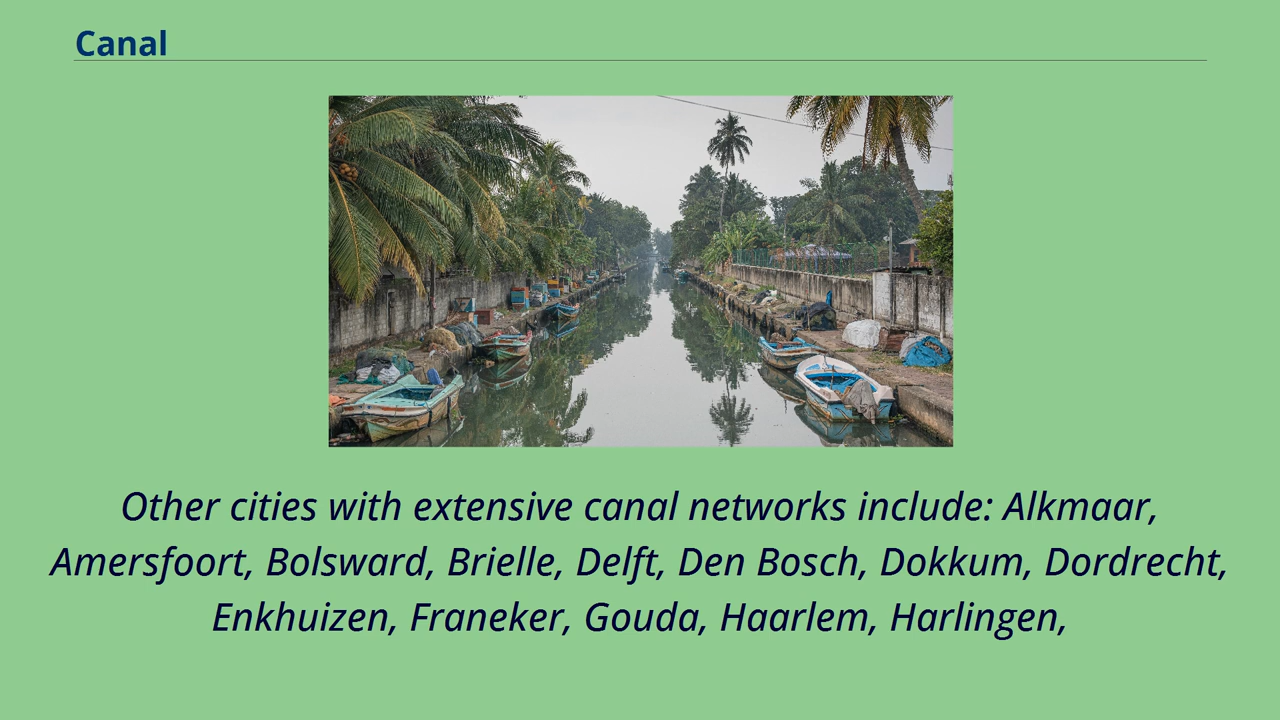 Canal
Other cities with extensive canal networks include: Alkmaar,
Amersfoort, Bolsward, Brielle, Delft, Den Bosch, Dokkum, Dordrecht,
Enkhuizen, Franeker, Gouda, Haarlem, Harlingen,